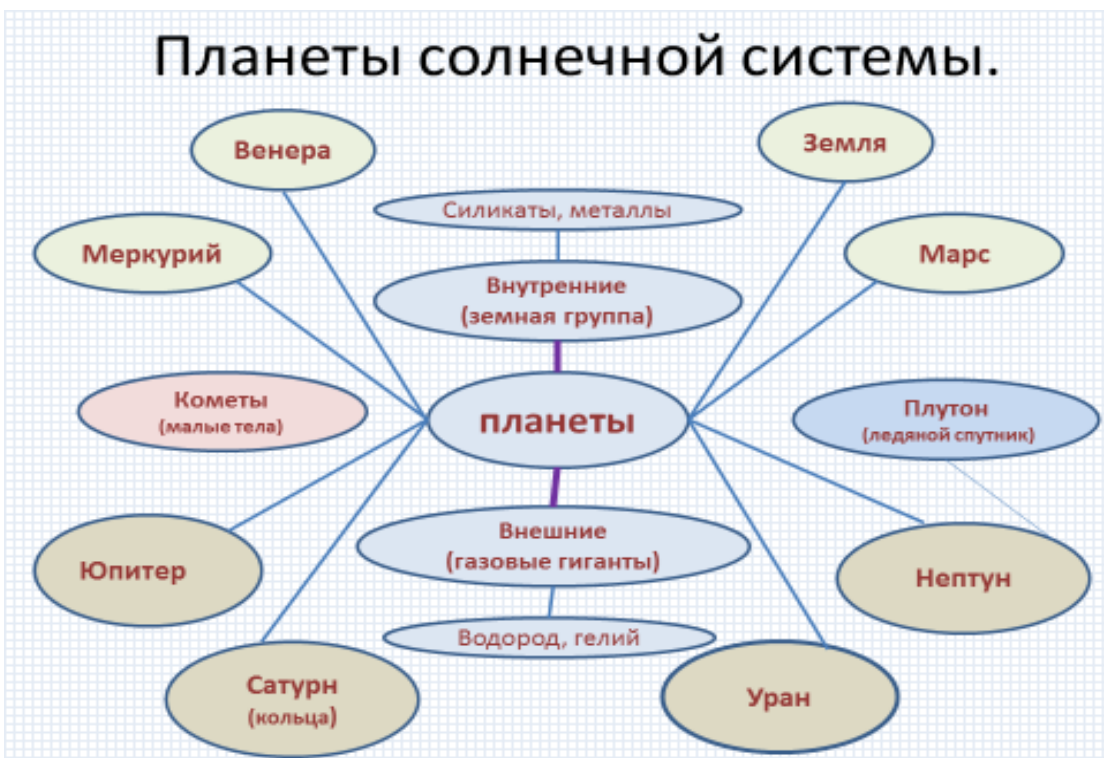 Планеты солнечной системы.
Венера
Земля
Силикаты, металлы
Меркурий
Марс
Внутренние
(земная группа)
Кометы
(малые тела)
планеты
Плутон
(ледяной спутник)
Юпитер
Внешние
(газовые гиганты)
Нептун
Водород, гелий
Сатурн
(кольца)
Уран